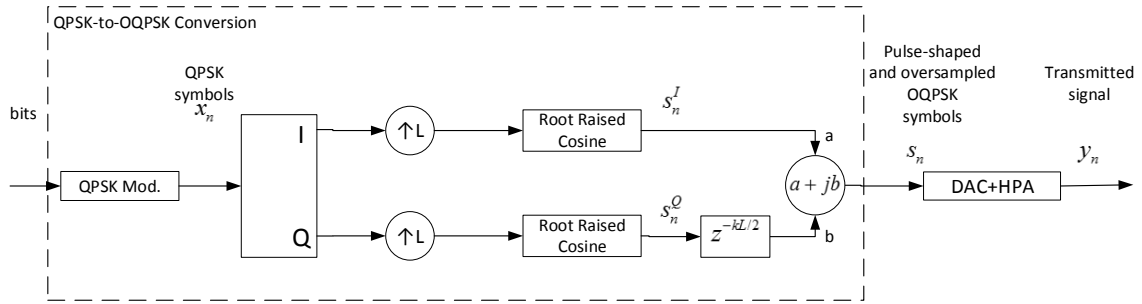 QPSK-to-OQPSK Conversion
bits
QPSK Mod.
QPSK
symbols
x_n
I
Q
↑L
↑L
Root Raised
Cosine
Root Raised
Cosine
s_n^I
s_n^Q
z^{-kL/2}
a
a + jb
b
Pulse-shaped
and oversampled
OQPSK
symbols
s_n
DAC+HPA
Transmitted
signal
y_n